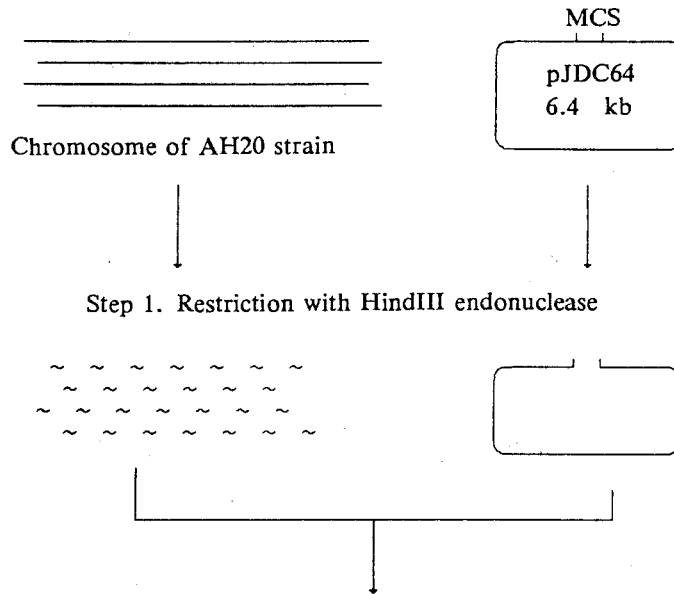 MCS
pJDC64
6.4 kb
Chromosome of AH20 strain
Step 1. Restriction with HindIII endonuclease